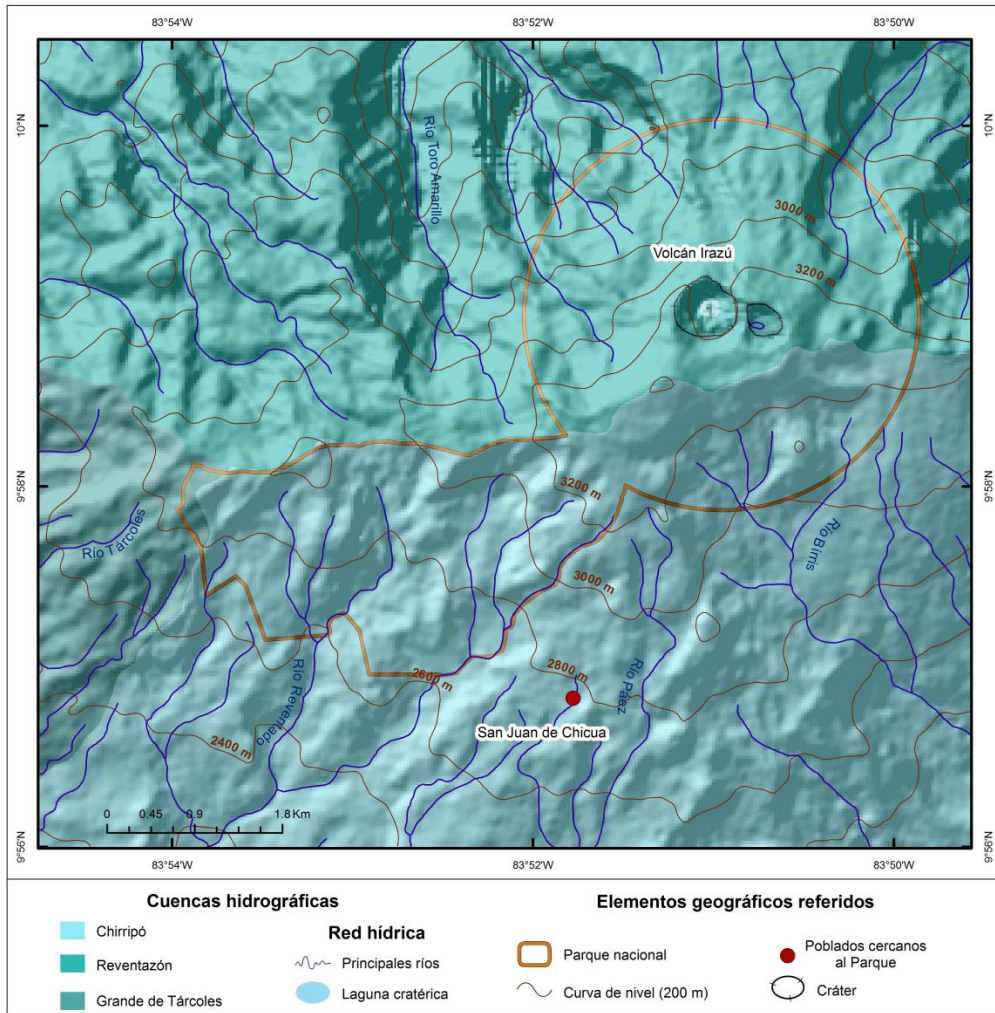 83°54'W
83°52'W
83°50'W
10°N
10°N
Río Toro Amarillo
3000 m
Volcán Irazú
3200 m
9°58'N
9°58'N
3200 m
Río Tárcoles
Río Birris
3000 m
2600 m
2800 m
Río Reventado
Río Páez
San Juan de Chicua
2400 m
0 0.45 0.9 1.8 Km
9°56'N
9°56'N
83°54'W
83°52'W
83°50'W
Cuencas hidrográficas
Chirripó
Reventazón
Grande de Tárcoles
Red hídrica
Principales ríos
Laguna cratérica
Elementos geográficos referidos
Parque nacional
Curva de nivel (200 m)
Poblados cercanos
al Parque
Cráter